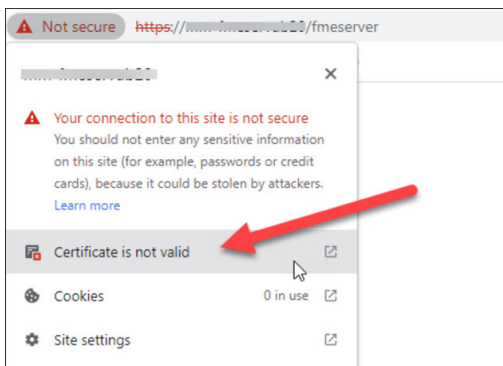 Not secure https:// /fmeserver
Your connection to this site is not secure
You should not enter any sensitive information
on this site (for example, passwords or credit
cards), because it could be stolen by attackers.
Learn more
Certificate is not valid
Cookies 0 in use
Site settings